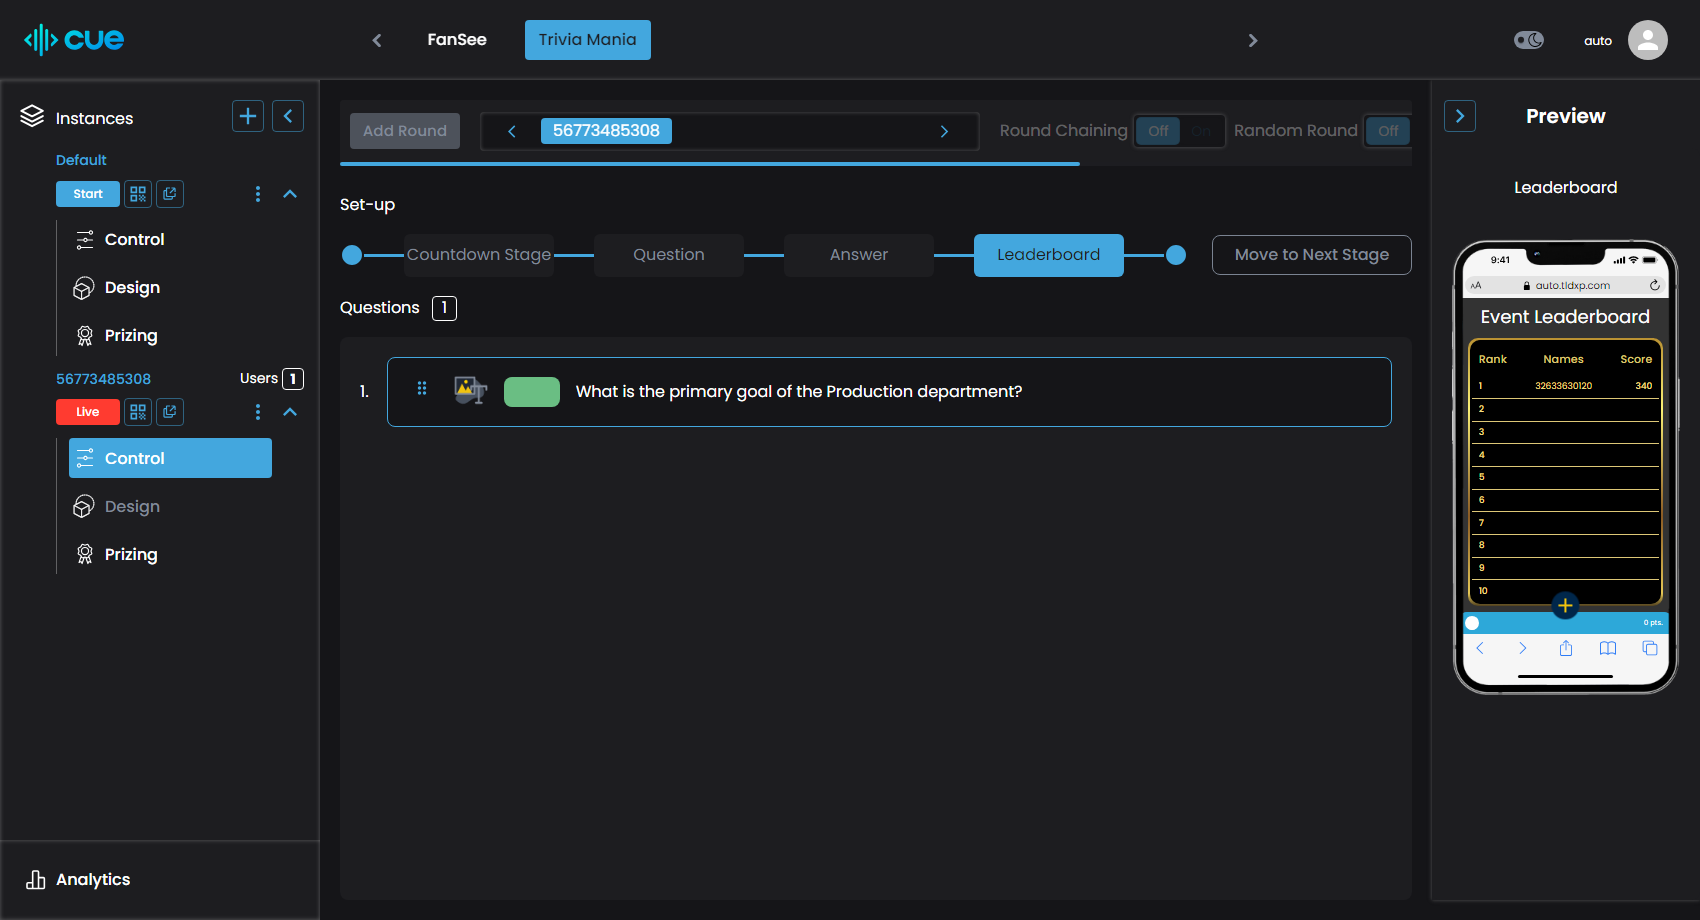 cue
FanSee
Trivia Mania
auto
Instances
Default
Start
Control
Design
Prizing
56773485308
Users 1
Live
Control
Design
Prizing
Analytics
Add Round
56773485308
Round Chaining
Off
On
Random Round
Off
Set-up
Countdown Stage
Question
Answer
Leaderboard
Move to Next Stage
Questions 1
1.
What is the primary goal of the Production department?
Preview
Leaderboard
9:41
AA
auto.tldxp.com
Event Leaderboard
Rank Names Score
1 32633630120 340
2
3
4
5
6
7
8
9
10
0 pts.